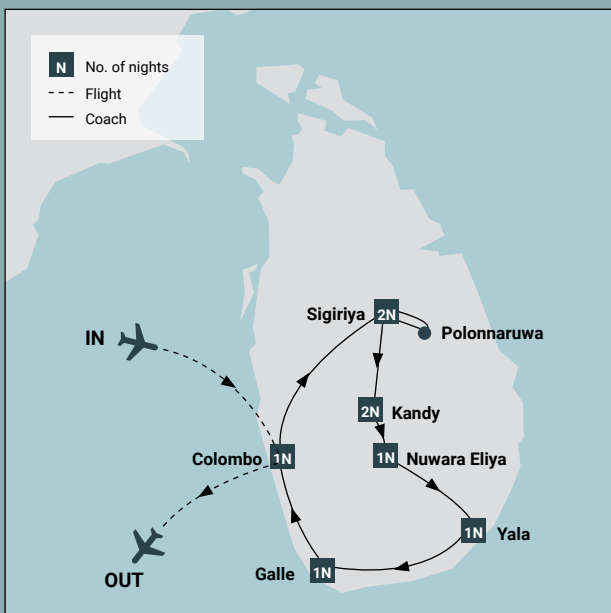 N No. of nights
Flight
Coach
Sigiriya 2N
Polonnaruwa
IN
2N Kandy
Colombo 1N
1N Nuwara Eliya
1N Yala
OUT
Galle 1N